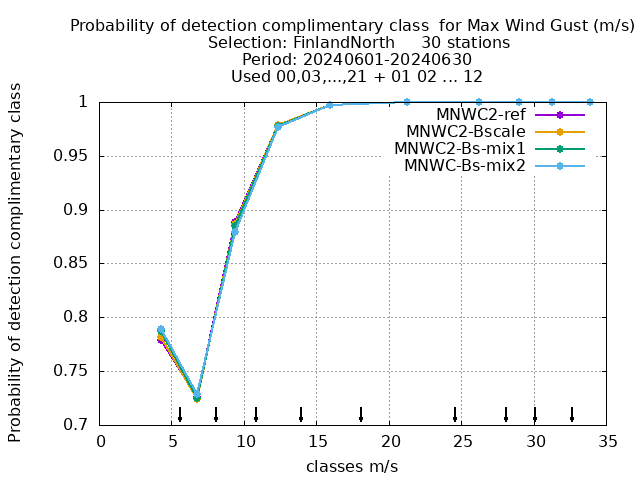 Probability of detection complimentary class  for Max Wind Gust (m/s)
Selection: FinlandNorth     30 stations
Period: 20240601-20240630
Used 00,03,...,21 + 01 02 ... 12
Probability of detection complimentary class
1
0.95
0.9
0.85
0.8
0.75
0.7
MNWC2-ref
MNWC2-Bscale
MNWC2-Bs-mix1
MNWC-Bs-mix2
0 5 10 15 20 25 30 35
classes m/s